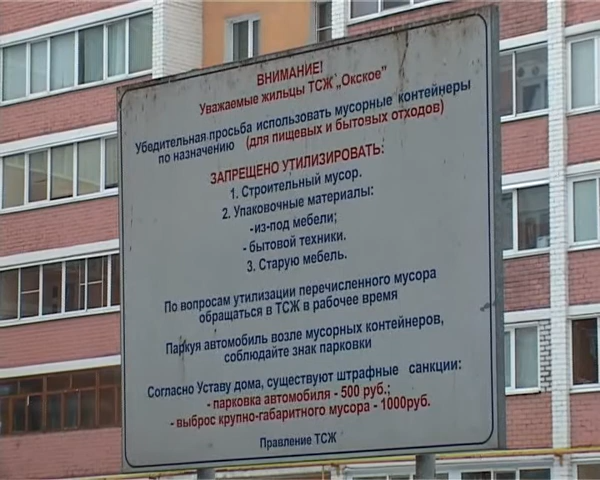 ВНИМАНИЕ!
Уважаемые жильцы ТСЖ „Окское"
Убедительная просьба использовать мусорные контейнеры
по назначению (для пищевых и бытовых отходов)
ЗАПРЕЩЕНО УТИЛИЗИРОВАТЬ:
1. Строительный мусор.
2. Упаковочные материалы:
-из-под мебели;
- бытовой техники.
3. Старую мебель.
По вопросам утилизации перечисленного мусора
обращаться в ТСЖ в рабочее время
Паркуя автомобиль возле мусорных контейнеров,
соблюдайте знак парковки
Согласно Уставу дома, существуют штрафные санкции:
- парковка автомобиля - 500 руб.;
- выброс крупно-габаритного мусора - 1000руб.
Правление ТСЖ